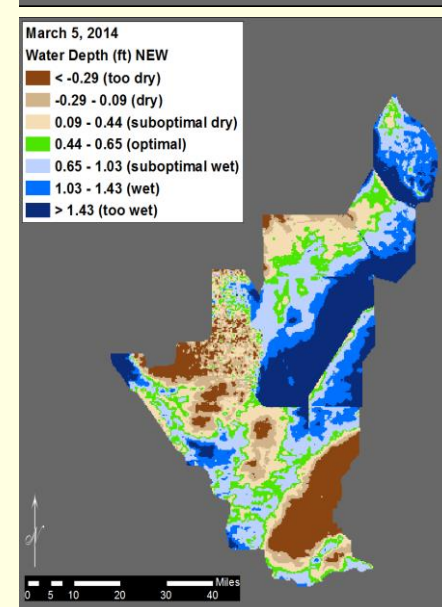 March 5, 2014
Water Depth (ft) NEW
< -0.29 (too dry)
-0.29 - 0.09 (dry)
0.09 - 0.44 (suboptimal dry)
0.44 - 0.65 (optimal)
0.65 - 1.03 (suboptimal wet)
1.03 - 1.43 (wet)
> 1.43 (too wet)
N
Miles
0 5 10 20 30 40